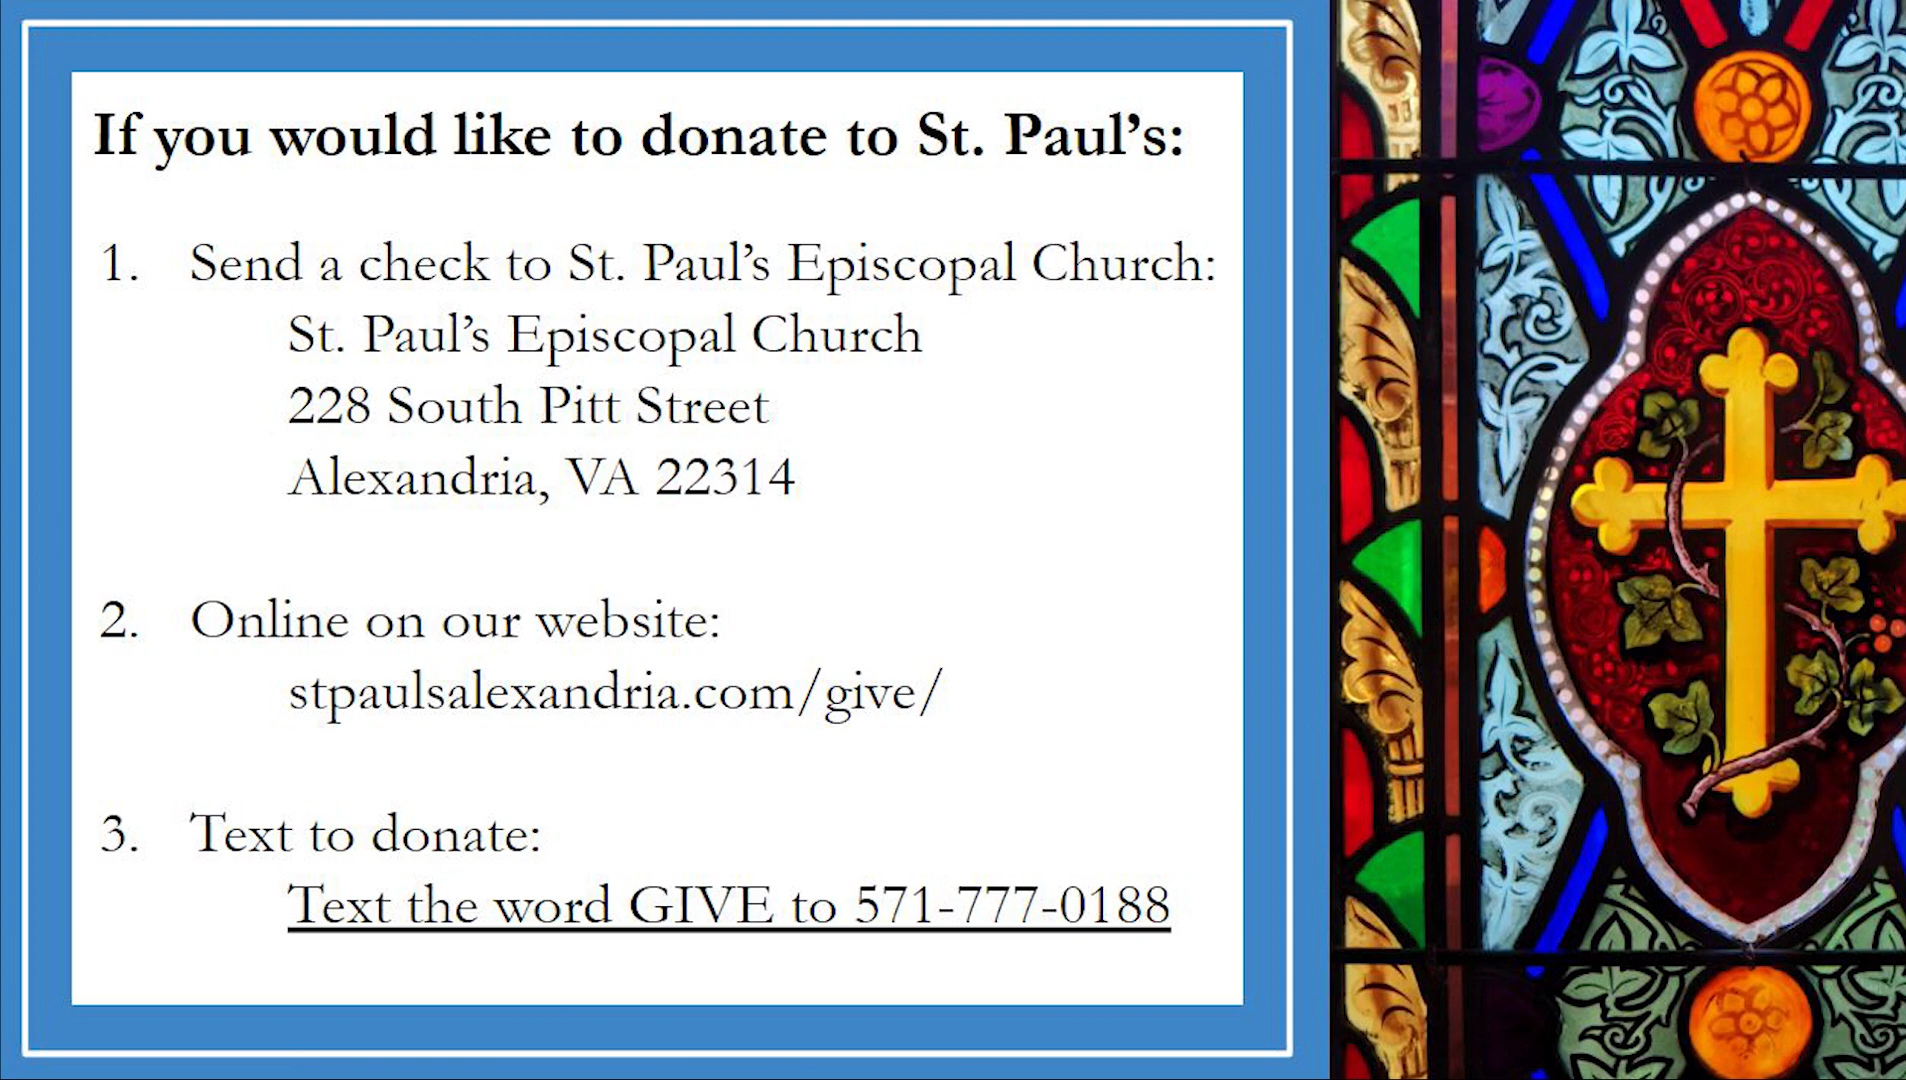 If you would like to donate to St. Paul’s:
1. Send a check to St. Paul’s Episcopal Church:
St. Paul’s Episcopal Church
228 South Pitt Street
Alexandria, VA 22314
2. Online on our website:
stpaulsalexandria.com/give/
3. Text to donate:
Text the word GIVE to 571-777-0188